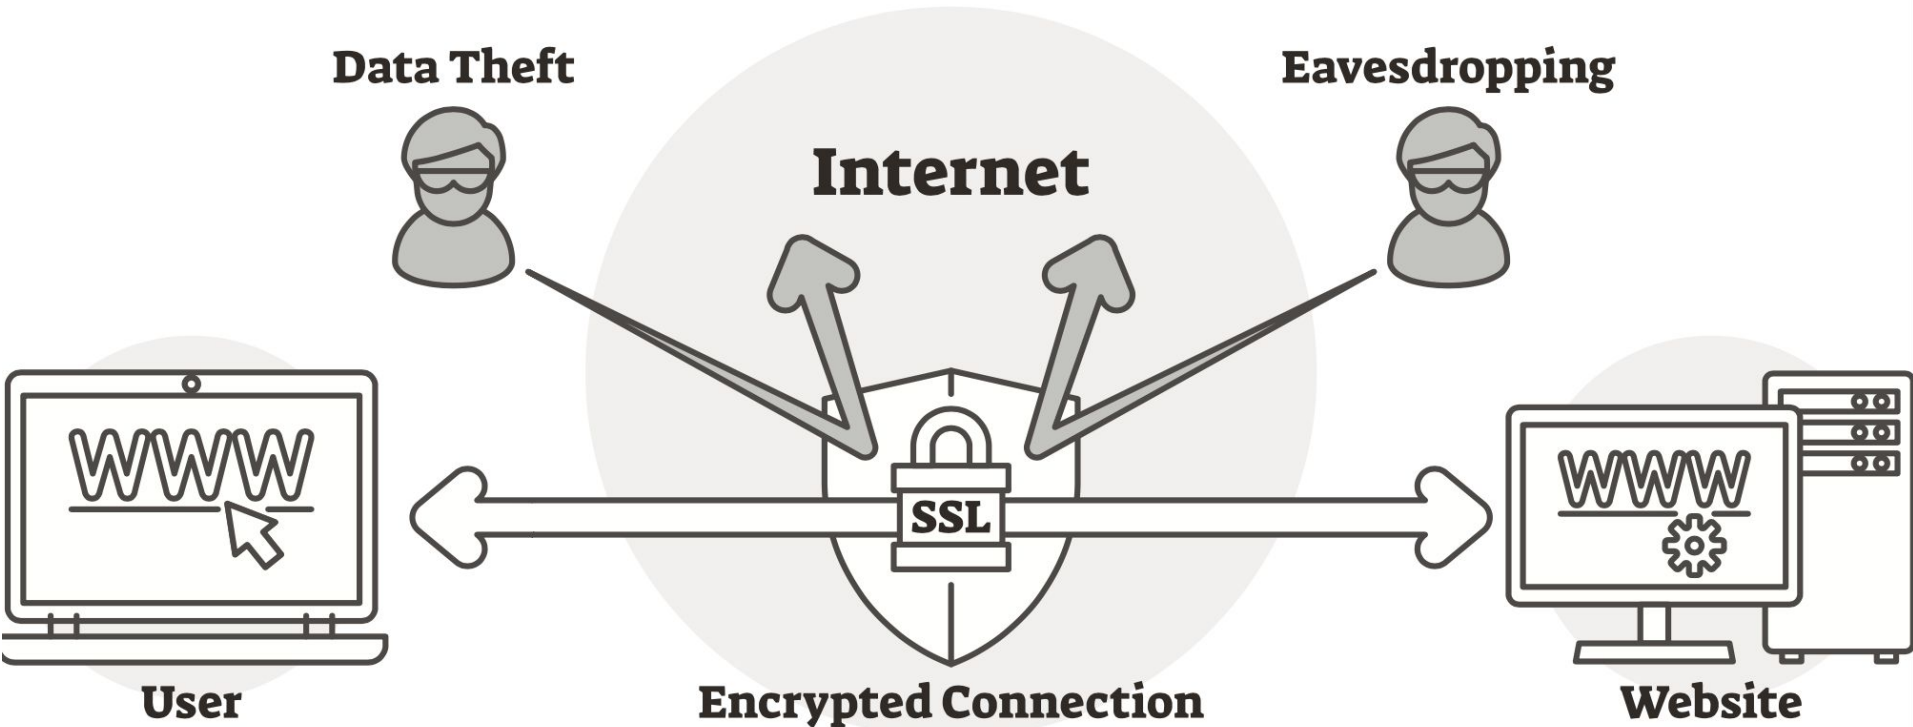 Data Theft
Eavesdropping
Internet
WWW
SSL
WWW
User
Encrypted Connection
Website